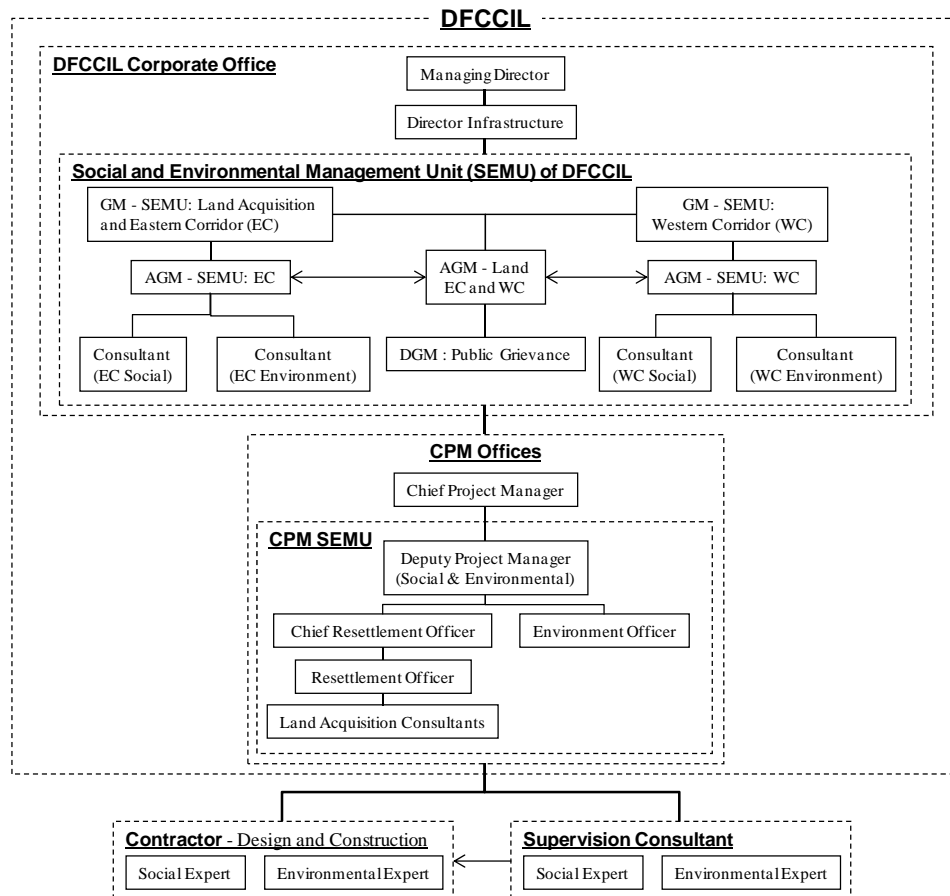 DFCCIL
DFCCIL Corporate Office
Managing Director
Director Infrastructure
Social and Environmental Management Unit (SEMU) of DFCCIL
GM - SEMU: Land Acquisition
and Eastern Corridor (EC)
GM - SEMU:
Western Corridor (WC)
AGM - SEMU: EC
AGM - Land
EC and WC
AGM - SEMU: WC
Consultant
(EC Social)
Consultant
(EC Environment)
DGM : Public Grievance
Consultant
(WC Social)
Consultant
(WC Environment)
CPM Offices
Chief Project Manager
CPM SEMU
Deputy Project Manager
(Social & Environmental)
Chief Resettlement Officer
Environment Officer
Resettlement Officer
Land Acquisition Consultants
Contractor - Design and Construction
Social Expert
Environmental Expert
Supervision Consultant
Social Expert
Environmental Expert